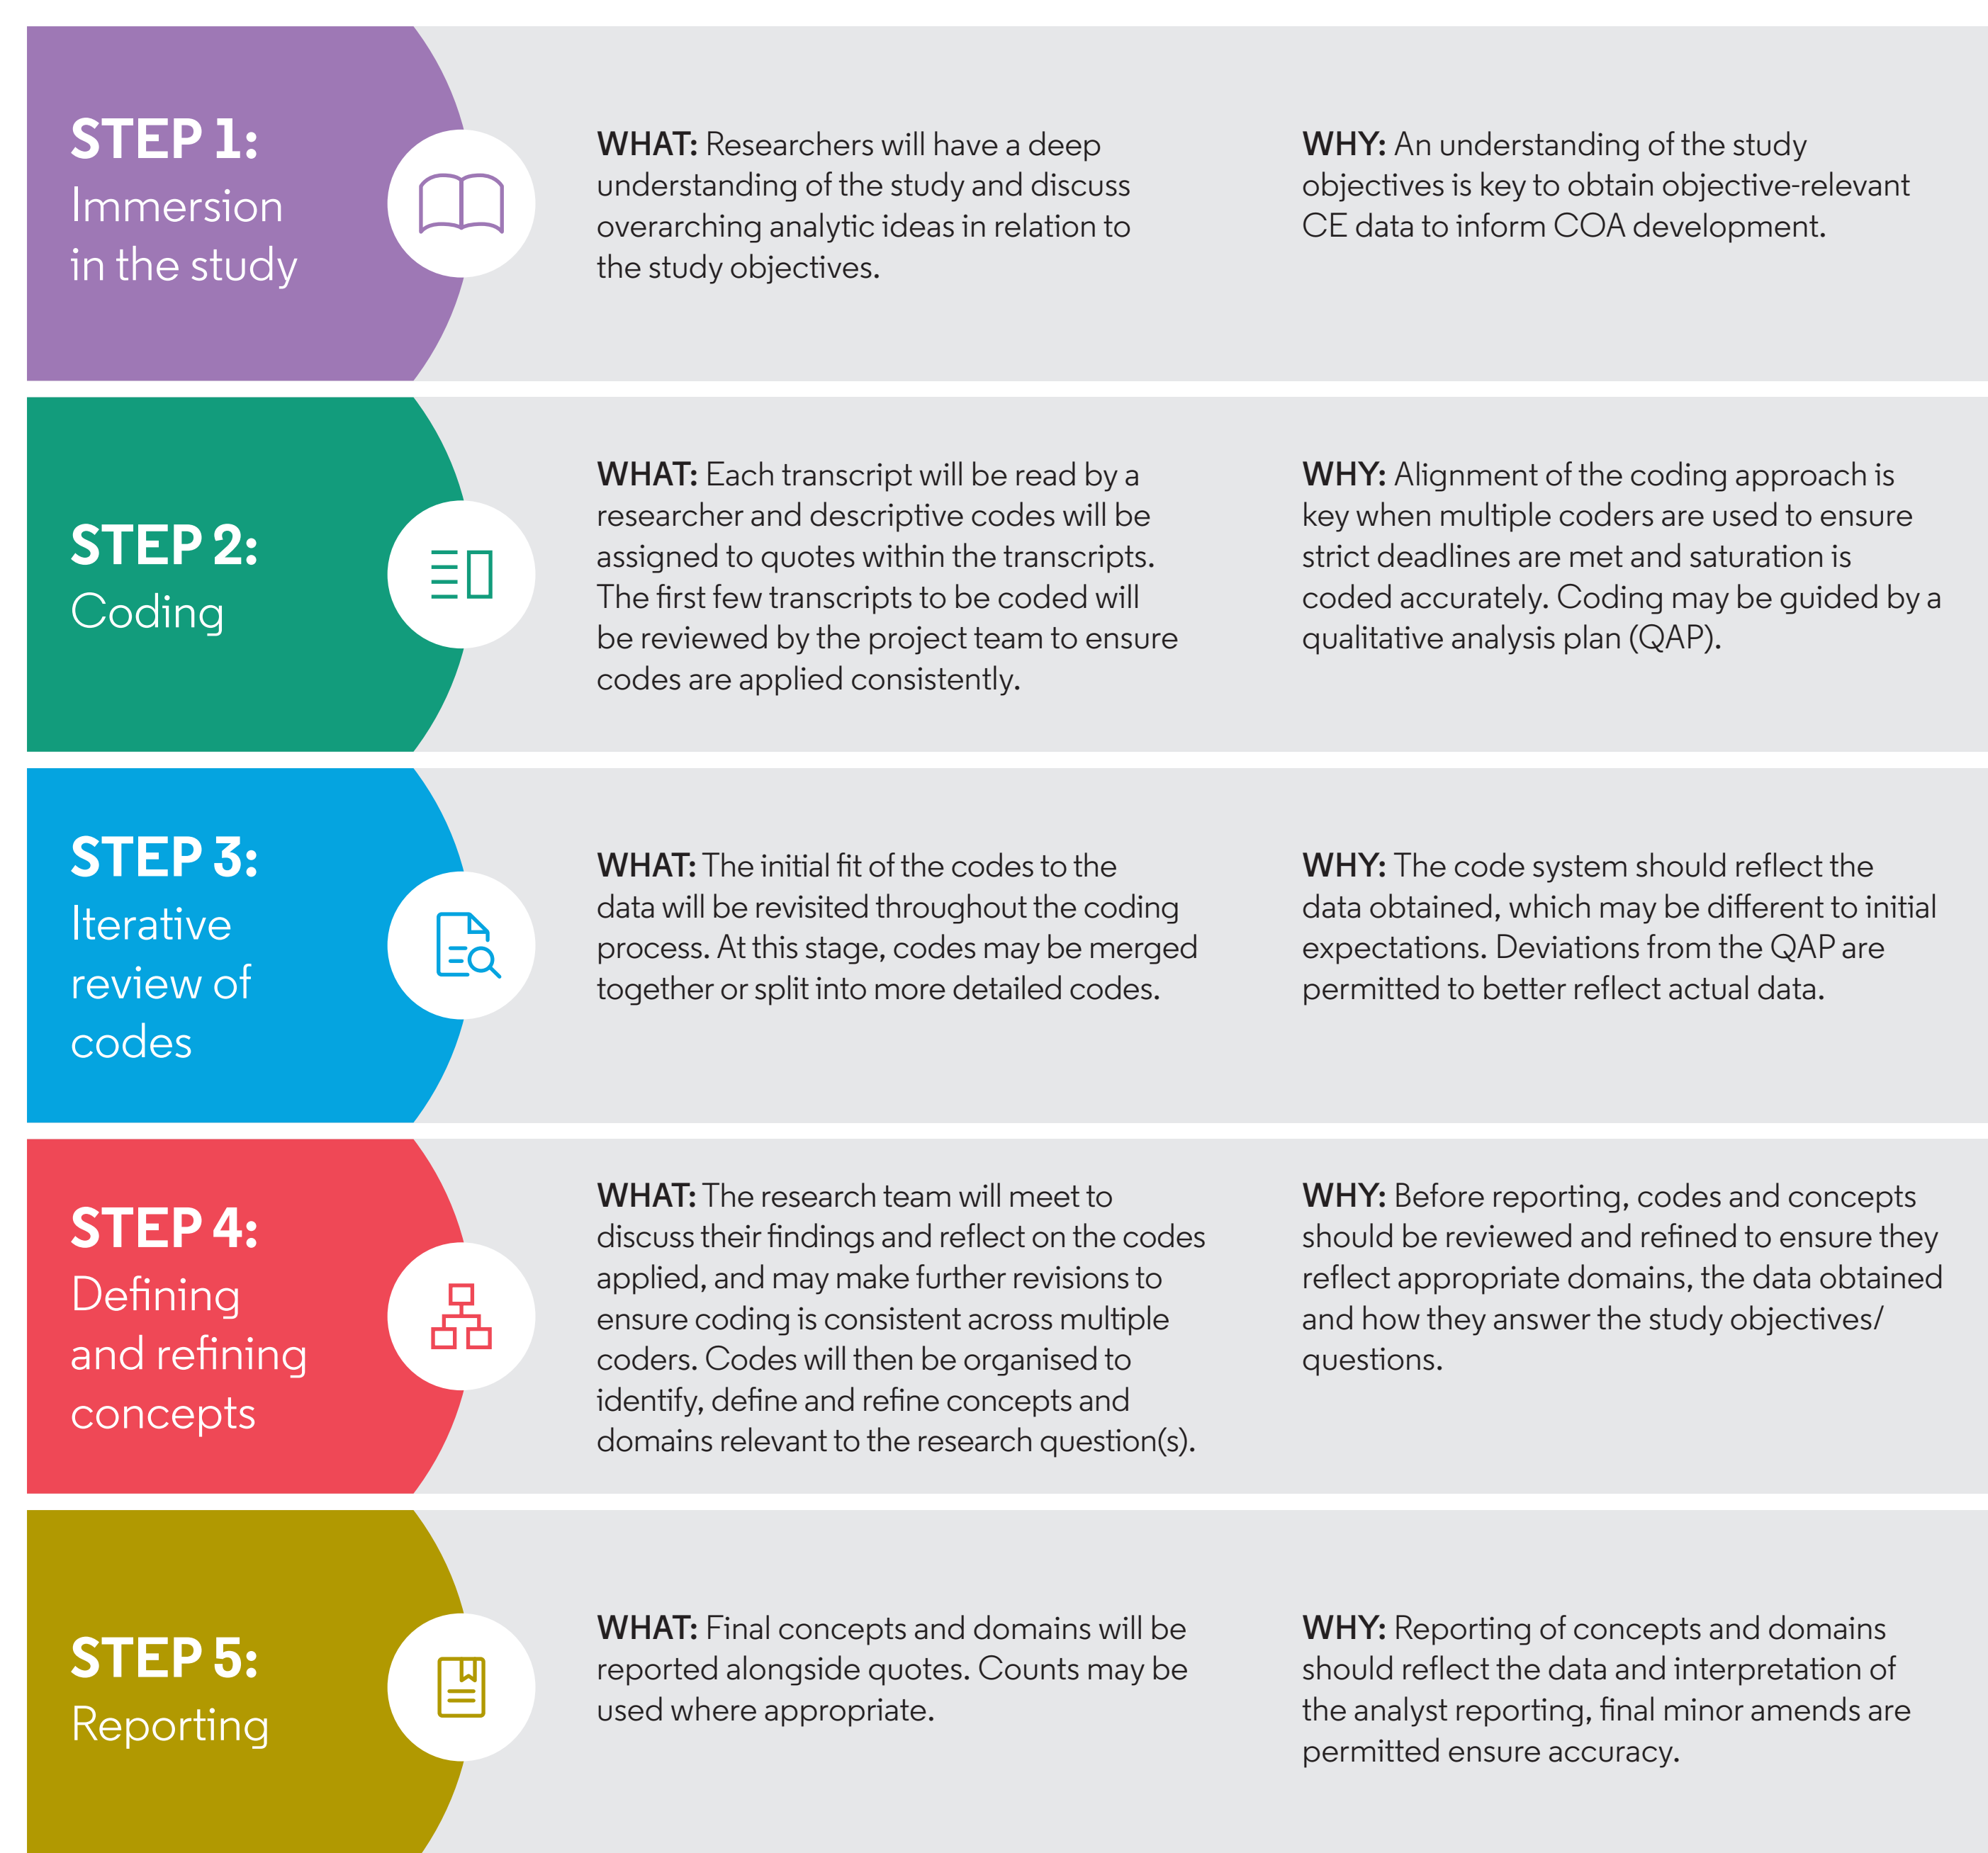 STEP 1:
Immersion
in the study
WHAT: Researchers will have a deep
understanding of the study and discuss
overarching analytic ideas in relation to
the study objectives.
WHY: An understanding of the study
objectives is key to obtain objective-relevant
CE data to inform COA development.
STEP 2:
Coding
WHAT: Each transcript will be read by a
researcher and descriptive codes will be
assigned to quotes within the transcripts.
The first few transcripts to be coded will
be reviewed by the project team to ensure
codes are applied consistently.
WHY: Alignment of the coding approach is
key when multiple coders are used to ensure
strict deadlines are met and saturation is
coded accurately. Coding may be guided by a
qualitative analysis plan (QAP).
STEP 3:
Iterative
review of
codes
WHAT: The initial fit of the codes to the
data will be revisited throughout the coding
process. At this stage, codes may be merged
together or split into more detailed codes.
WHY: The code system should reflect the
data obtained, which may be different to initial
expectations. Deviations from the QAP are
permitted to better reflect actual data.
STEP 4:
Defining
and refining
concepts
WHAT: The research team will meet to
discuss their findings and reflect on the codes
applied, and may make further revisions to
ensure coding is consistent across multiple
coders. Codes will then be organised to
identify, define and refine concepts and
domains relevant to the research question(s).
WHY: Before reporting, codes and concepts
should be reviewed and refined to ensure they
reflect appropriate domains, the data obtained
and how they answer the study objectives/
questions.
STEP 5:
Reporting
WHAT: Final concepts and domains will be
reported alongside quotes. Counts may be
used where appropriate.
WHY: Reporting of concepts and domains
should reflect the data and interpretation of
the analyst reporting, final minor amends are
permitted ensure accuracy.